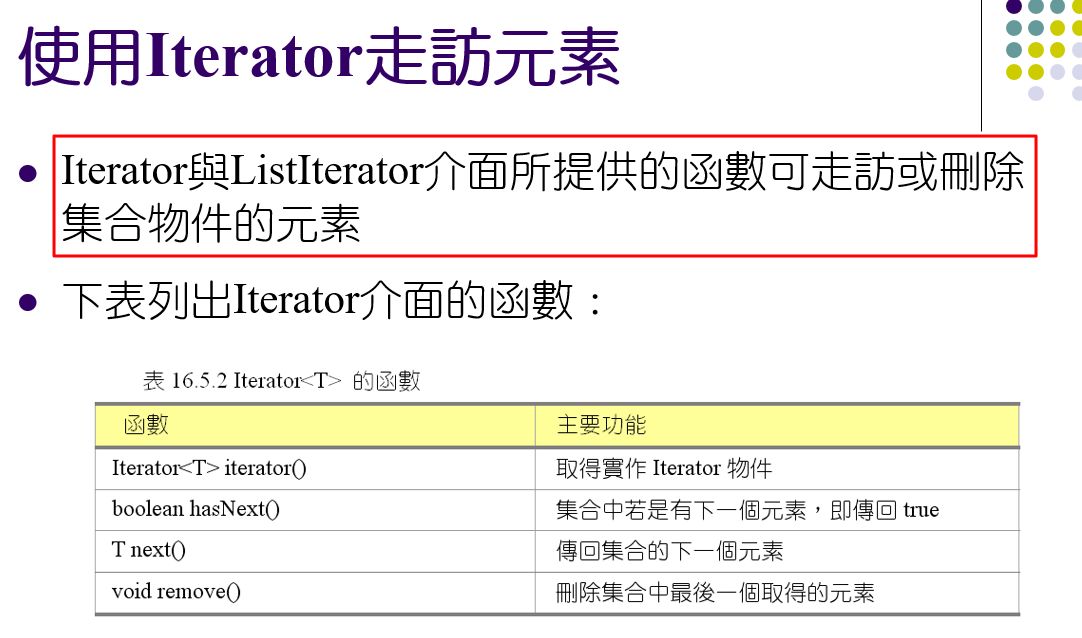 使用Iterator走訪元素
Iterator與ListIterator介面所提供的函數可走訪或刪除
集合物件的元素
下表列出Iterator介面的函數：
表 16.5.2 Iterator<T> 的函數
函數 主要功能
Iterator<T> iterator() 取得實作 Iterator 物件
boolean hasNext() 集合中若是有下一個元素，即傳回 true
T next() 傳回集合的下一個元素
void remove() 刪除集合中最後一個取得的元素